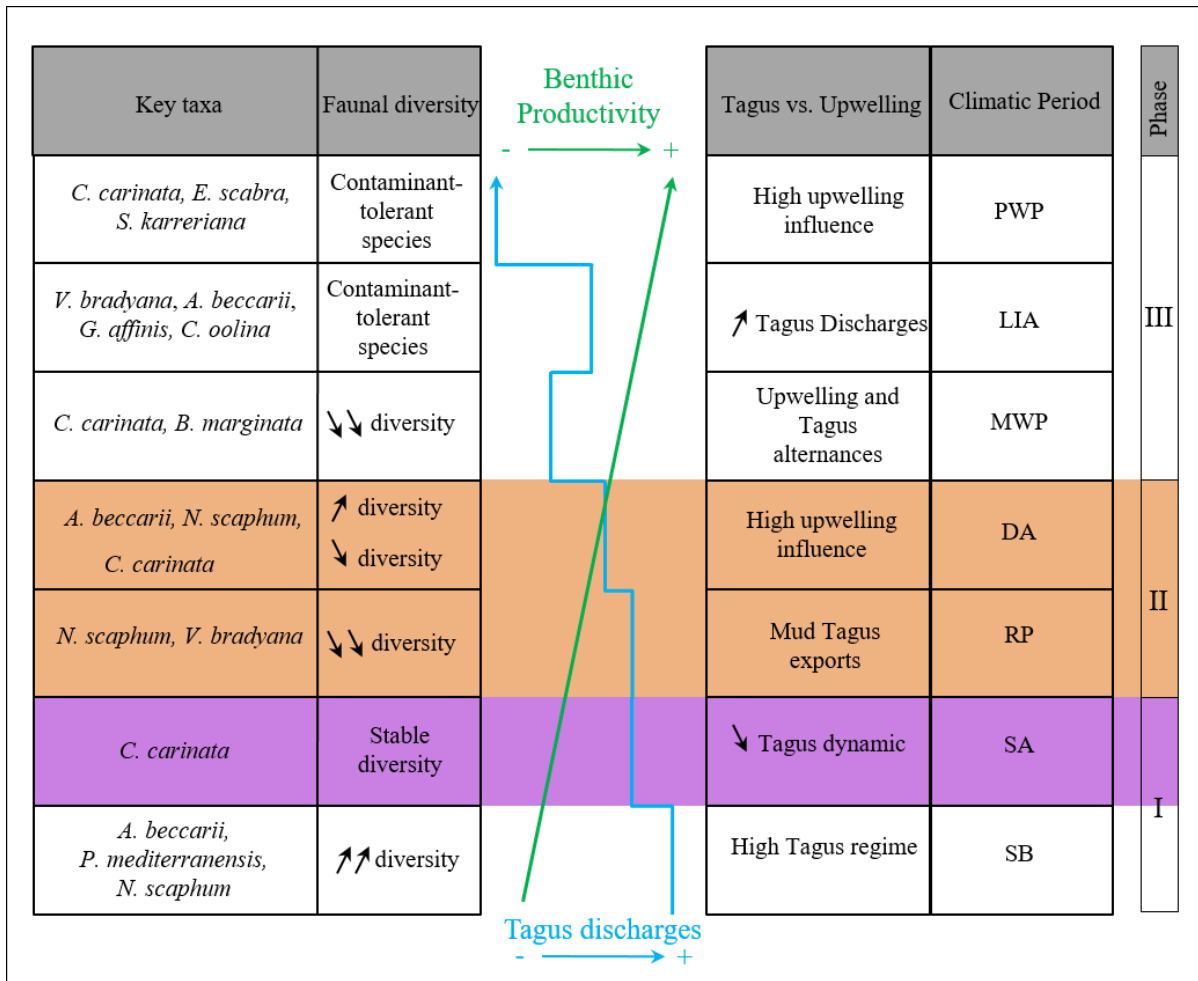 Key taxa
Faunal diversity
Benthic
Productivity
- +
Tagus vs. Upwelling
Climatic Period
Phase
C. carinata, E. scabra,
S. karreriana
Contaminant-
tolerant
species
High upwelling
influence
PWP
V. bradyana, A. beccarii,
G. affinis, C. oolina
Contaminant-
tolerant
species
↗ Tagus Discharges
LIA
III
C. carinata, B. marginata
↘↘ diversity
Upwelling and
Tagus
alternances
MWP
A. beccarii, N. scaphum,
C. carinata
↗ diversity
↘ diversity
High upwelling
influence
DA
II
N. scaphum, V. bradyana
↘↘ diversity
Mud Tagus
exports
RP
C. carinata
Stable
diversity
↘ Tagus dynamic
SA
I
A. beccarii,
P. mediterranensis,
N. scaphum
↗↗ diversity
High Tagus regime
SB
Tagus discharges
- +